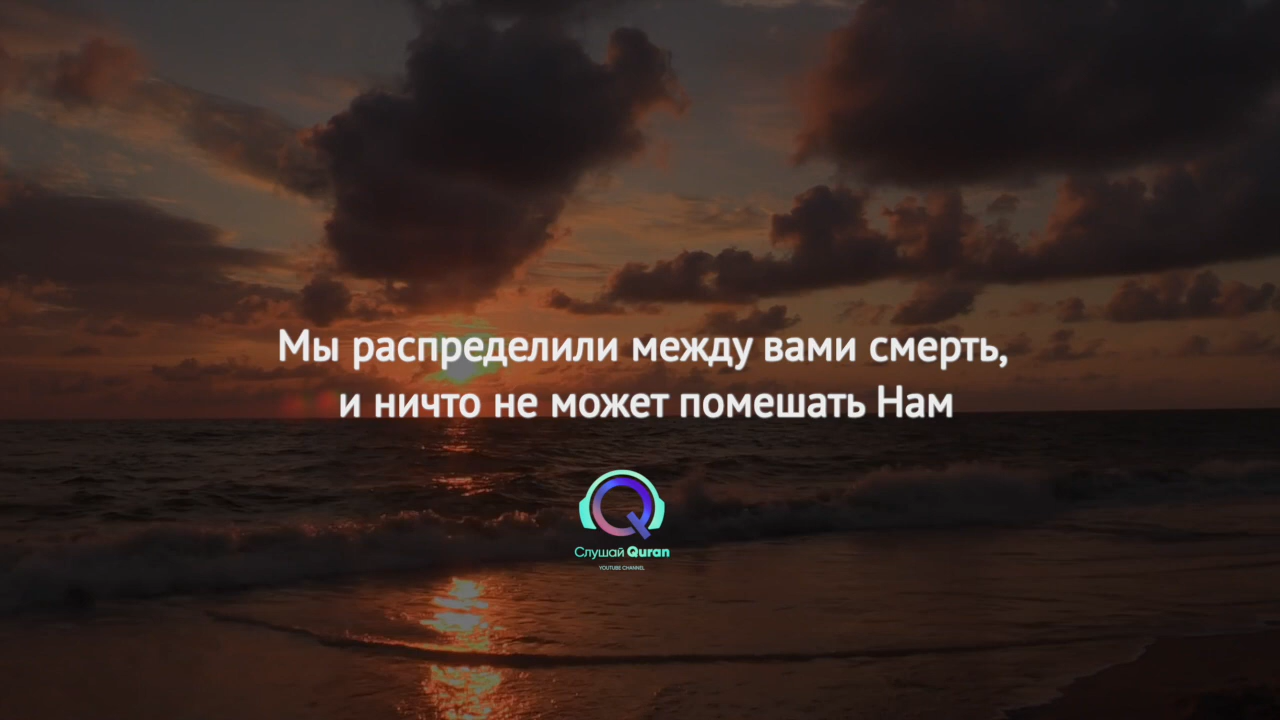 Мы распределили между вами смерть,
и ничто не может помешать Нам
Слушай Quran
YOUTUBE CHANNEL